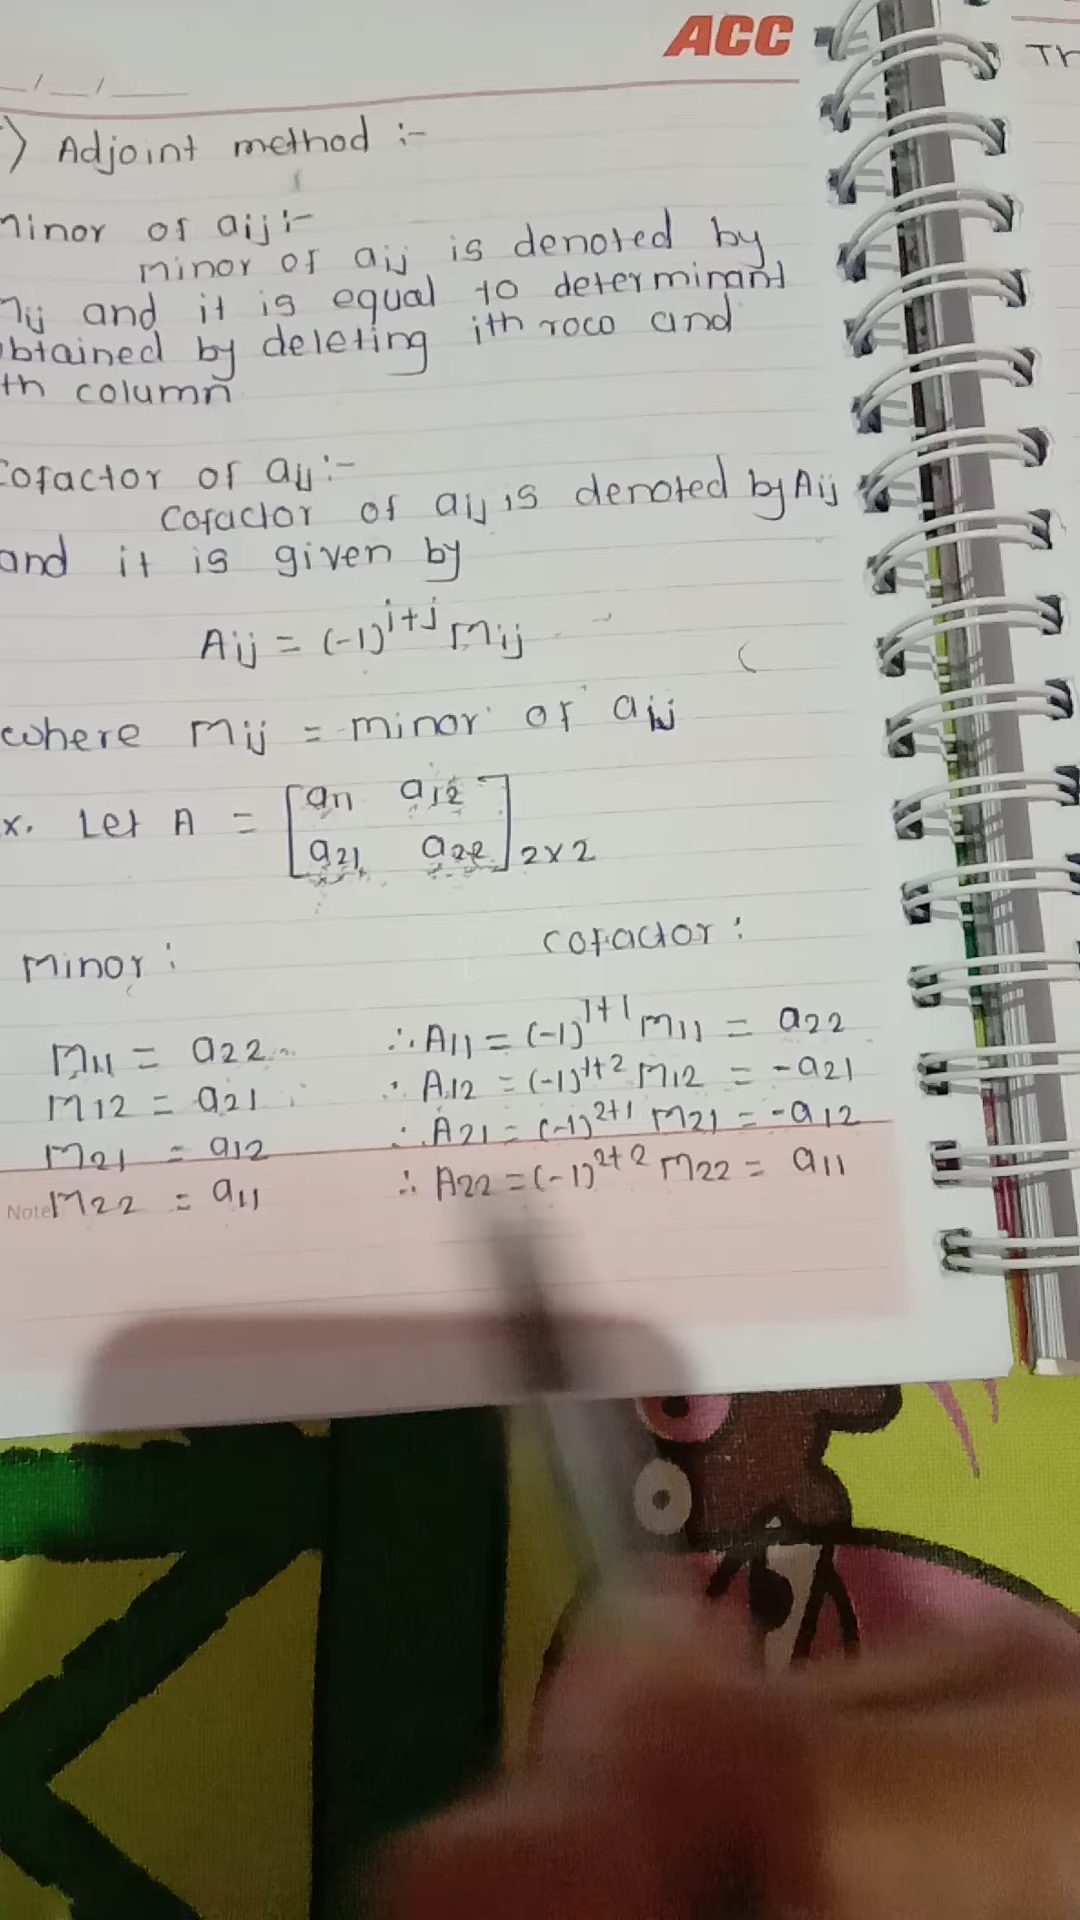 ACC
Th
) Adjoint method :-
minor of aij :-
minor of aij is denoted by
Mij and it is equal to determinant
obtained by deleting ith row and
th column
Cofactor of aij :-
Cofactor of aij is denoted by Aij
and it is given by
Aij = (-1)^i+j Mij
where Mij = minor of aij
x. Let A = [a11 a12
a21 a22] 2x2
Minor : Cofactor :
M11 = a22 ∴ A11 = (-1)^1+1 M11 = a22
M12 = a21 ∴ A12 = (-1)^1+2 M12 = -a21
M21 = a12 ∴ A21 = (-1)^2+1 M21 = -a12
Note M22 = a11 ∴ A22 = (-1)^2+2 M22 = a11